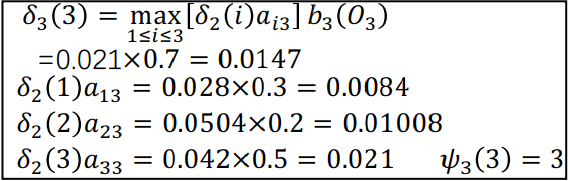 δ₃(3) = max[δ₂(i)aᵢ₃] b₃(O₃)
1≤i≤3
=0.021×0.7 = 0.0147
δ₂(1)a₁₃ = 0.028×0.3 = 0.0084
δ₂(2)a₂₃ = 0.0504×0.2 = 0.01008
δ₂(3)a₃₃ = 0.042×0.5 = 0.021 ψ₃(3) = 3